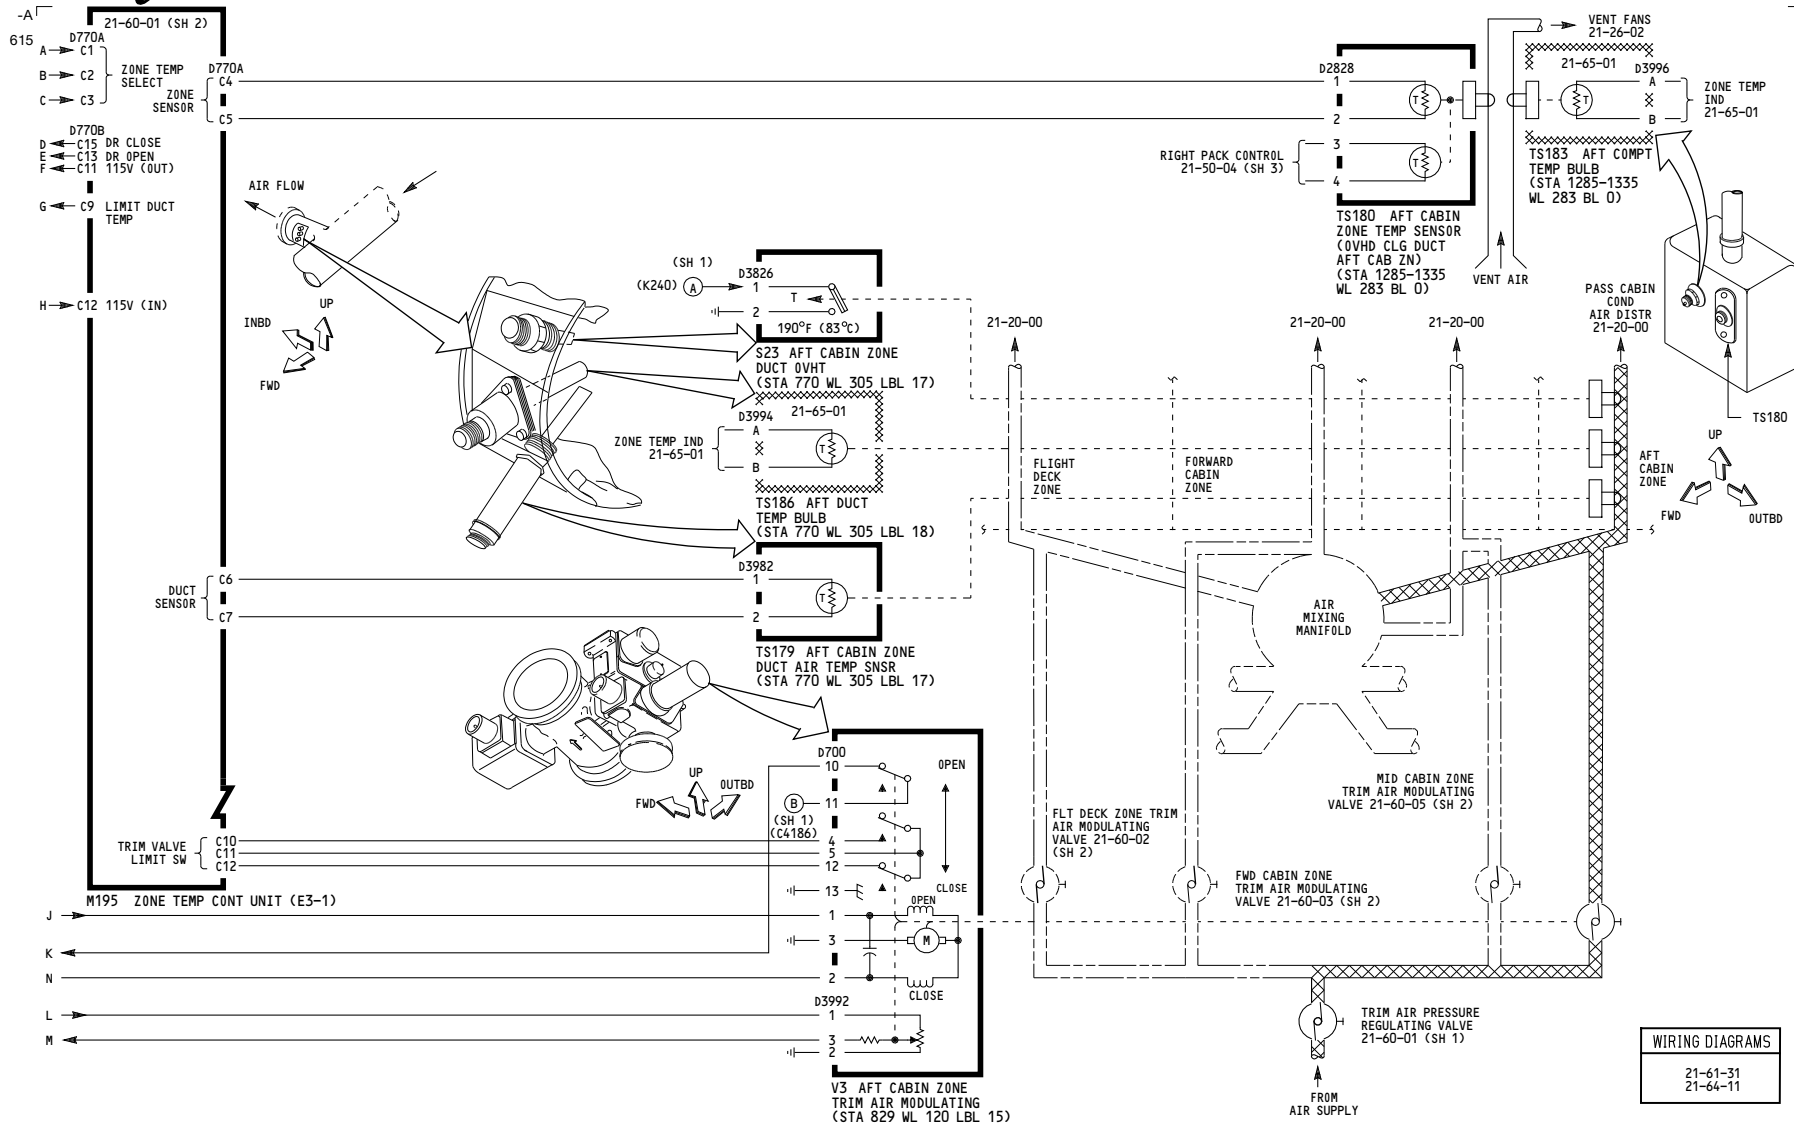 -A
615
21-60-01 (SH 2)
D770A
A C1
B C2
C C3
ZONE TEMP
SELECT
D770A
ZONE
SENSOR
C4
C5
D770B
D C15 DR CLOSE
E C13 DR OPEN
F C11 115V (OUT)
G C9 LIMIT DUCT
TEMP
H C12 115V (IN)
AIR FLOW
UP
INBD
FWD
(SH 1)
(K240) A
D3826
1
2
T
190°F (83°C)
S23 AFT CABIN ZONE
DUCT OVHT
(STA 770 WL 305 LBL 17)
D3994
21-65-01
A
B
T
ZONE TEMP IND
21-65-01
TS186 AFT DUCT
TEMP BULB
(STA 770 WL 305 LBL 18)
DUCT
SENSOR
C6
C7
D3982
1
2
T
TS179 AFT CABIN ZONE
DUCT AIR TEMP SNSR
(STA 770 WL 305 LBL 17)
D2828
1
2
3
4
T
T
RIGHT PACK CONTROL
21-50-04 (SH 3)
TS180 AFT CABIN
ZONE TEMP SENSOR
(OVHD CLG DUCT
AFT CAB ZN)
(STA 1285-1335
WL 283 BL 0)
VENT FANS
21-26-02
VENT AIR
21-65-01
D3996
A
B
T
ZONE TEMP
IND
21-65-01
TS183 AFT COMPT
TEMP BULB
(STA 1285-1335
WL 283 BL 0)
TS180
PASS CABIN
COND
AIR DISTR
21-20-00
21-20-00
21-20-00
21-20-00
FLIGHT
DECK
ZONE
FORWARD
CABIN
ZONE
AFT
CABIN
ZONE
UP
FWD
OUTBD
AIR
MIXING
MANIFOLD
MID CABIN ZONE
TRIM AIR MODULATING
VALVE 21-60-05 (SH 2)
FLT DECK ZONE TRIM
AIR MODULATING
VALVE 21-60-02
(SH 2)
FWD CABIN ZONE
TRIM AIR MODULATING
VALVE 21-60-03 (SH 2)
TRIM AIR PRESSURE
REGULATING VALVE
21-60-01 (SH 1)
FROM
AIR SUPPLY
UP
FWD
OUTBD
TRIM VALVE
LIMIT SW
C10
C11
C12
M195 ZONE TEMP CONT UNIT (E3-1)
J
K
N
L
M
D700
10
11
B
(SH 1)
(C4186)
4
5
12
13
1
3
2
OPEN
CLOSE
OPEN
M
CLOSE
D3992
1
3
2
V3 AFT CABIN ZONE
TRIM AIR MODULATING
(STA 829 WL 120 LBL 15)
WIRING DIAGRAMS
21-61-31
21-64-11